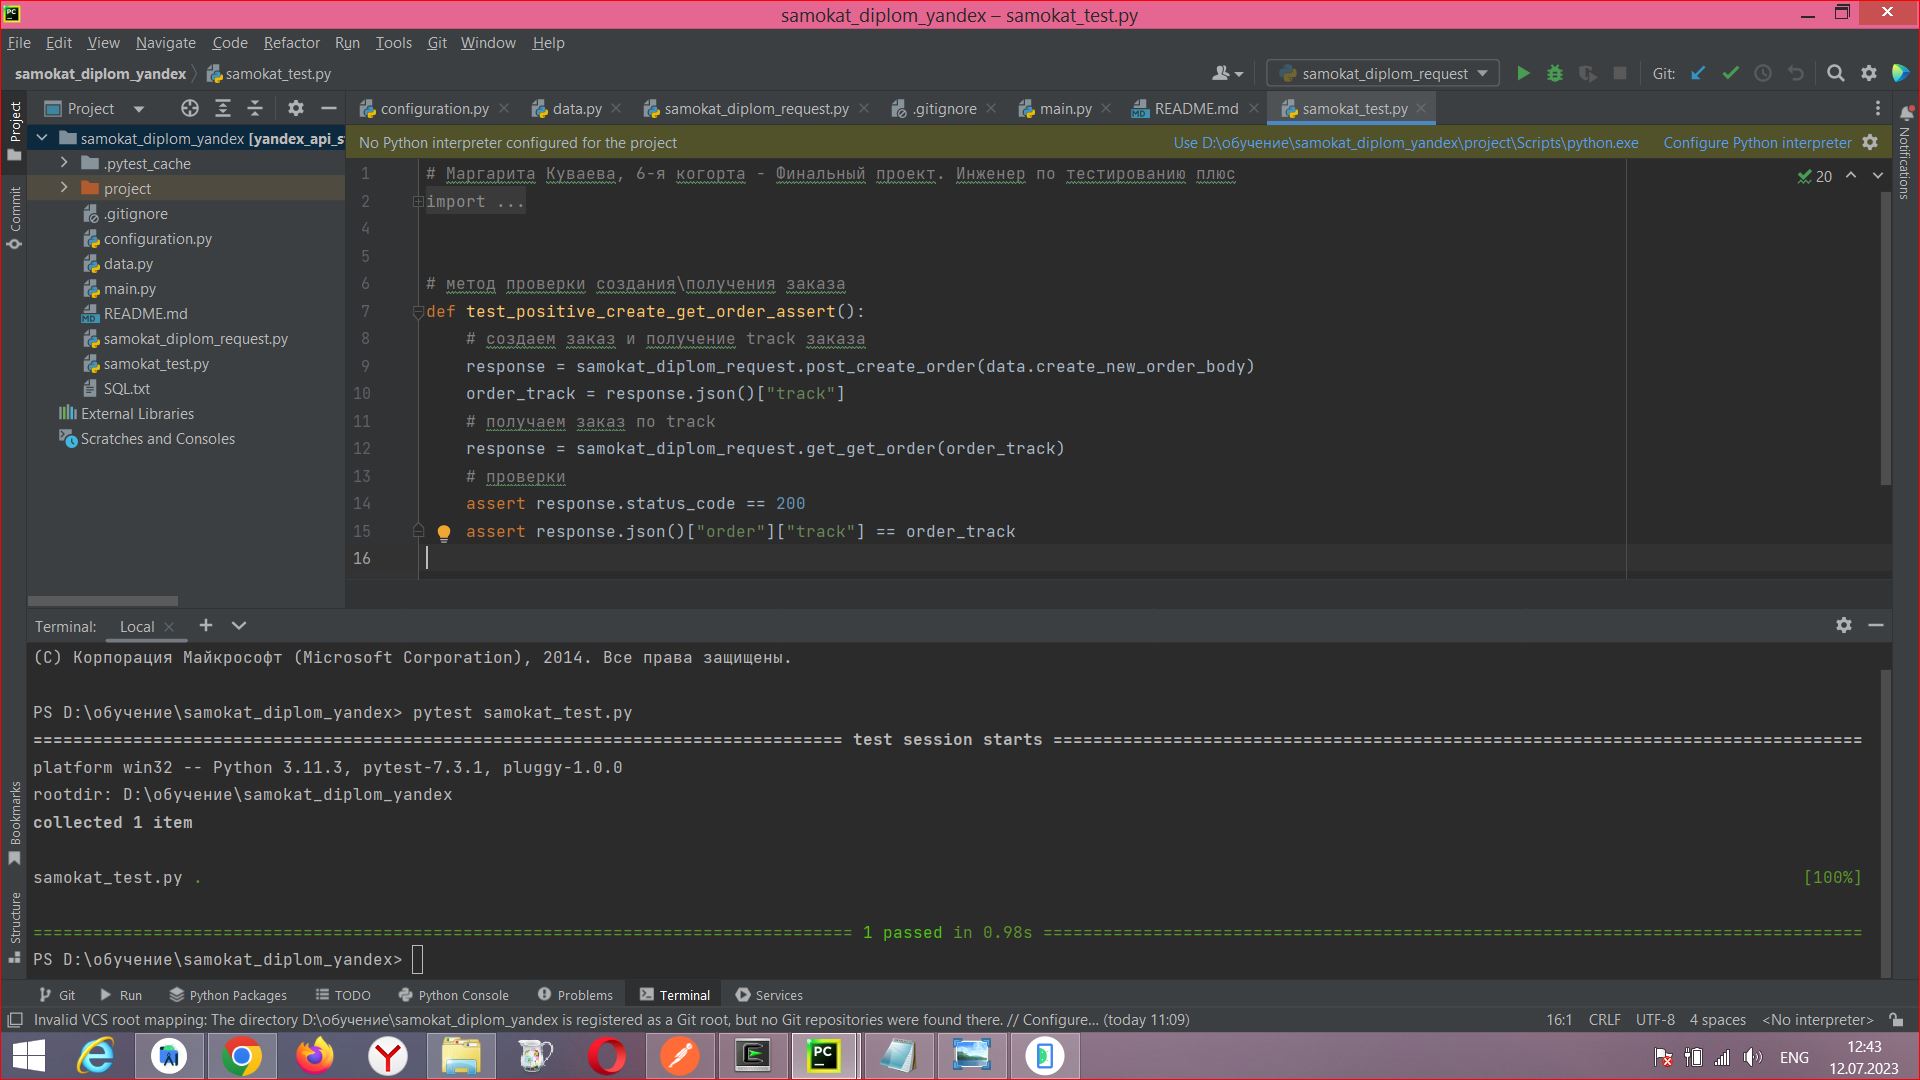 samokat_diplom_yandex – samokat_test.py
File Edit View Navigate Code Refactor Run Tools Git Window Help
samokat_diplom_yandex samokat_test.py samokat_diplom_request Git:
Project configuration.py data.py samokat_diplom_request.py .gitignore main.py README.md samokat_test.py
Project
Commit
Bookmarks
Structure
Notifications
samokat_diplom_yandex [yandex_api_s
.pytest_cache
project
.gitignore
configuration.py
data.py
main.py
README.md
samokat_diplom_request.py
samokat_test.py
SQL.txt
External Libraries
Scratches and Consoles
No Python interpreter configured for the project Use D:\обучение\samokat_diplom_yandex\project\Scripts\python.exe Configure Python interpreter
20
1 # Маргарита Куваева, 6-я когорта - Финальный проект. Инженер по тестированию плюс
2 import ...
4
5
6 # метод проверки создания\получения заказа
7 def test_positive_create_get_order_assert():
8 # создаем заказ и получение track заказа
9 response = samokat_diplom_request.post_create_order(data.create_new_order_body)
10 order_track = response.json()["track"]
11 # получаем заказ по track
12 response = samokat_diplom_request.get_get_order(order_track)
13 # проверки
14 assert response.status_code == 200
15 assert response.json()["order"]["track"] == order_track
16
Terminal: Local
(C) Корпорация Майкрософт (Microsoft Corporation), 2014. Все права защищены.
PS D:\обучение\samokat_diplom_yandex> pytest samokat_test.py
================================================================================= test session starts =================================================================================
platform win32 -- Python 3.11.3, pytest-7.3.1, pluggy-1.0.0
rootdir: D:\обучение\samokat_diplom_yandex
collected 1 item
samokat_test.py . [100%]
================================================================================== 1 passed in 0.98s ==================================================================================
PS D:\обучение\samokat_diplom_yandex>
Git Run Python Packages TODO Python Console Problems Terminal Services
Invalid VCS root mapping: The directory D:\обучение\samokat_diplom_yandex is registered as a Git root, but no Git repositories were found there. // Configure... (today 11:09) 16:1 CRLF UTF-8 4 spaces <No interpreter>
ENG
12:43
12.07.2023